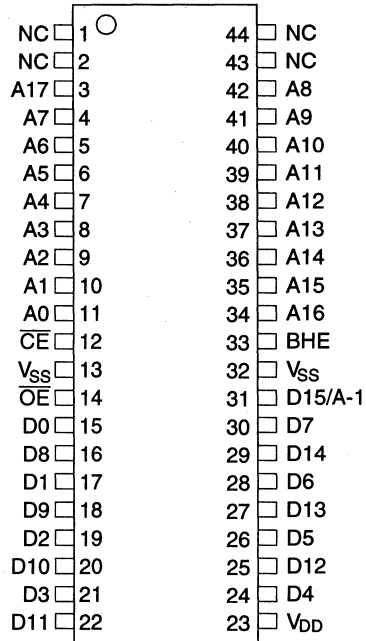 NC 1 44 NC
NC 2 43 NC
A17 3 42 A8
A7 4 41 A9
A6 5 40 A10
A5 6 39 A11
A4 7 38 A12
A3 8 37 A13
A2 9 36 A14
A1 10 35 A15
A0 11 34 A16
C̅E̅ 12 33 BHE
VSS 13 32 VSS
O̅E̅ 14 31 D15/A-1
D0 15 30 D7
D8 16 29 D14
D1 17 28 D6
D9 18 27 D13
D2 19 26 D5
D10 20 25 D12
D3 21 24 D4
D11 22 23 VDD